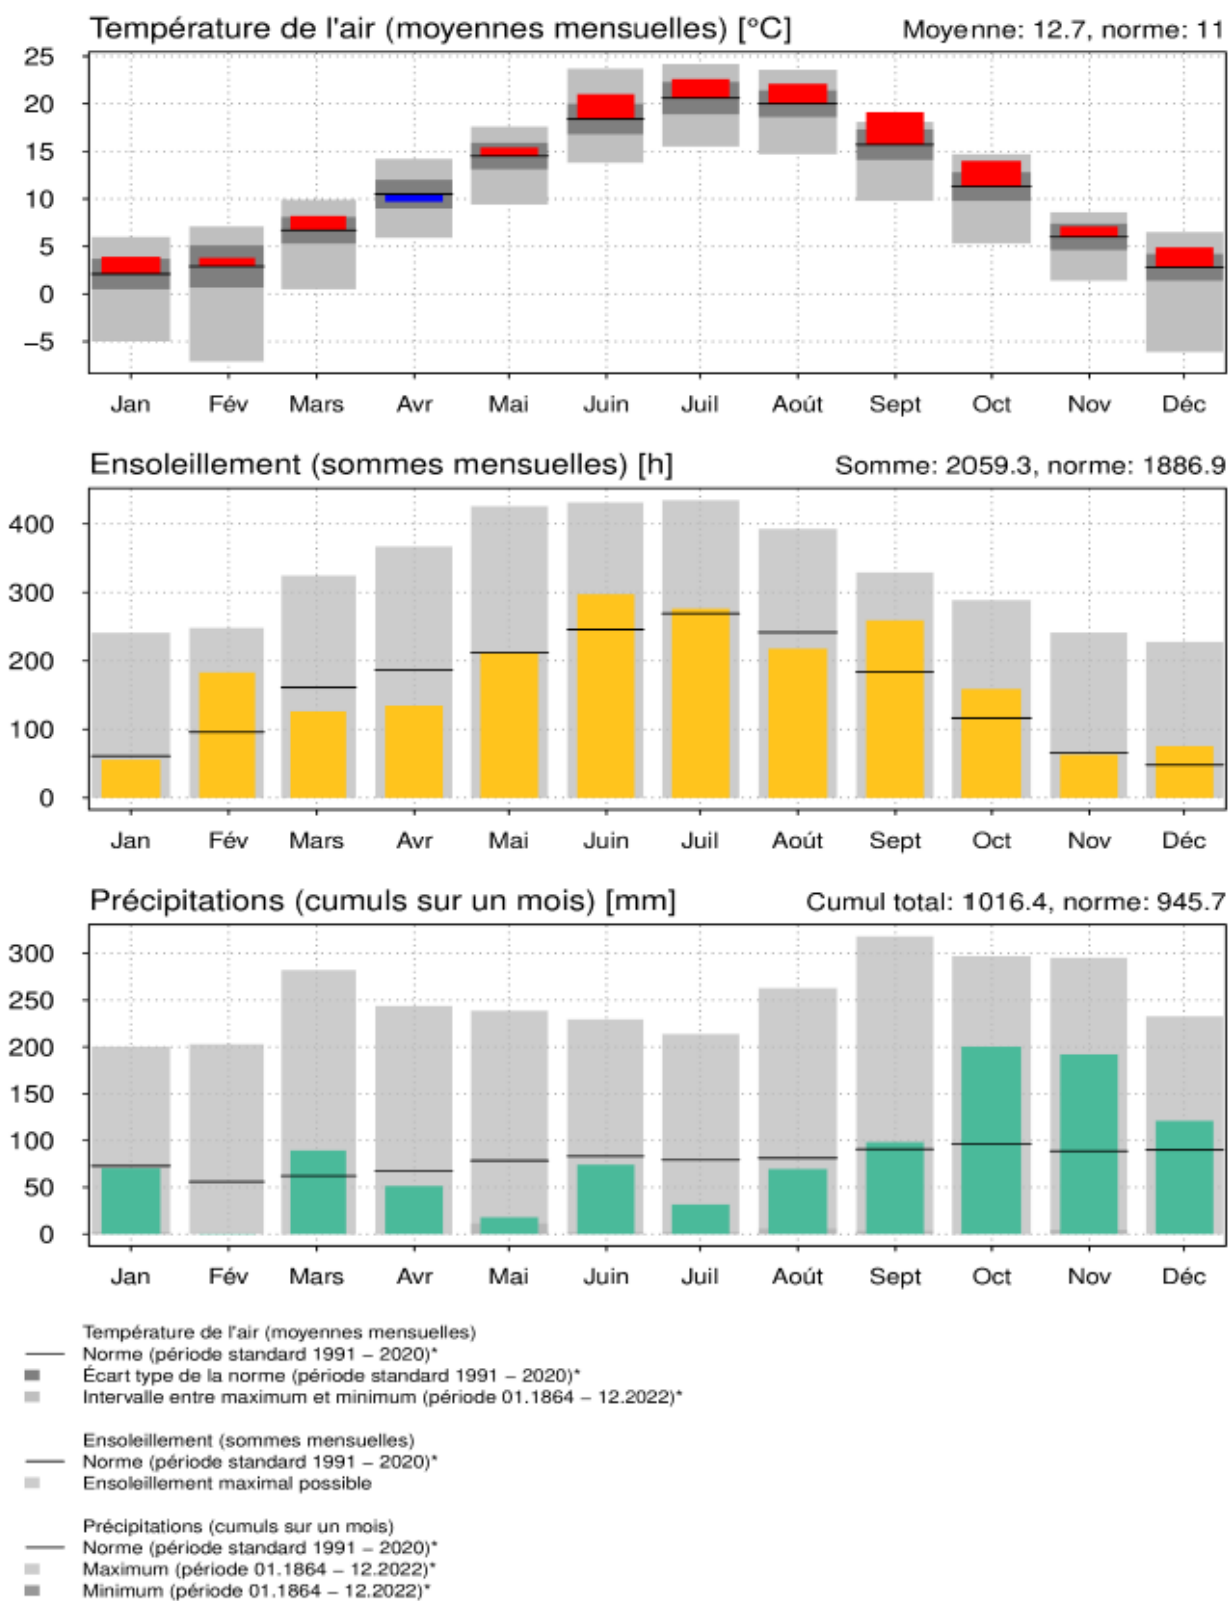 Température de l'air (moyennes mensuelles) [°C] Moyenne: 12.7, norme: 11
25
20
15
10
5
0
−5
Jan Fév Mars Avr Mai Juin Juil Aoút Sept Oct Nov Déc
Ensoleillement (sommes mensuelles) [h] Somme: 2059.3, norme: 1886.9
400
300
200
100
0
Jan Fév Mars Avr Mai Juin Juil Aoút Sept Oct Nov Déc
Précipitations (cumuls sur un mois) [mm] Cumul total: 1016.4, norme: 945.7
300
250
200
150
100
50
0
Jan Fév Mars Avr Mai Juin Juil Aoút Sept Oct Nov Déc
Température de l'air (moyennes mensuelles)
Norme (période standard 1991 − 2020)*
Écart type de la norme (période standard 1991 − 2020)*
Intervalle entre maximum et minimum (période 01.1864 − 12.2022)*
Ensoleillement (sommes mensuelles)
Norme (période standard 1991 − 2020)*
Ensoleillement maximal possible
Précipitations (cumuls sur un mois)
Norme (période standard 1991 − 2020)*
Maximum (période 01.1864 − 12.2022)*
Minimum (période 01.1864 − 12.2022)*